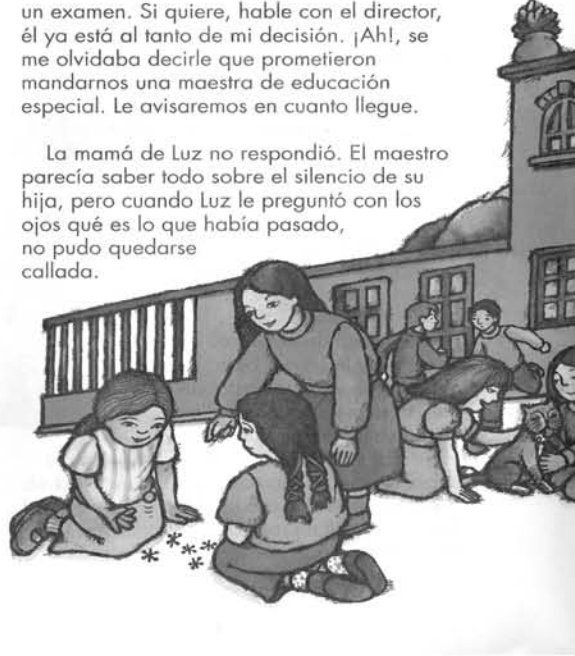 un examen. Si quiere, hable con el director,
él ya está al tanto de mi decisión. ¡Ah!, se
me olvidaba decirle que prometieron
mandarnos una maestra de educación
especial. Le avisaremos en cuanto llegue.
La mamá de Luz no respondió. El maestro
parecía saber todo sobre el silencio de su
hija, pero cuando Luz le preguntó con los
ojos qué es lo que había pasado,
no pudo quedarse
callada.